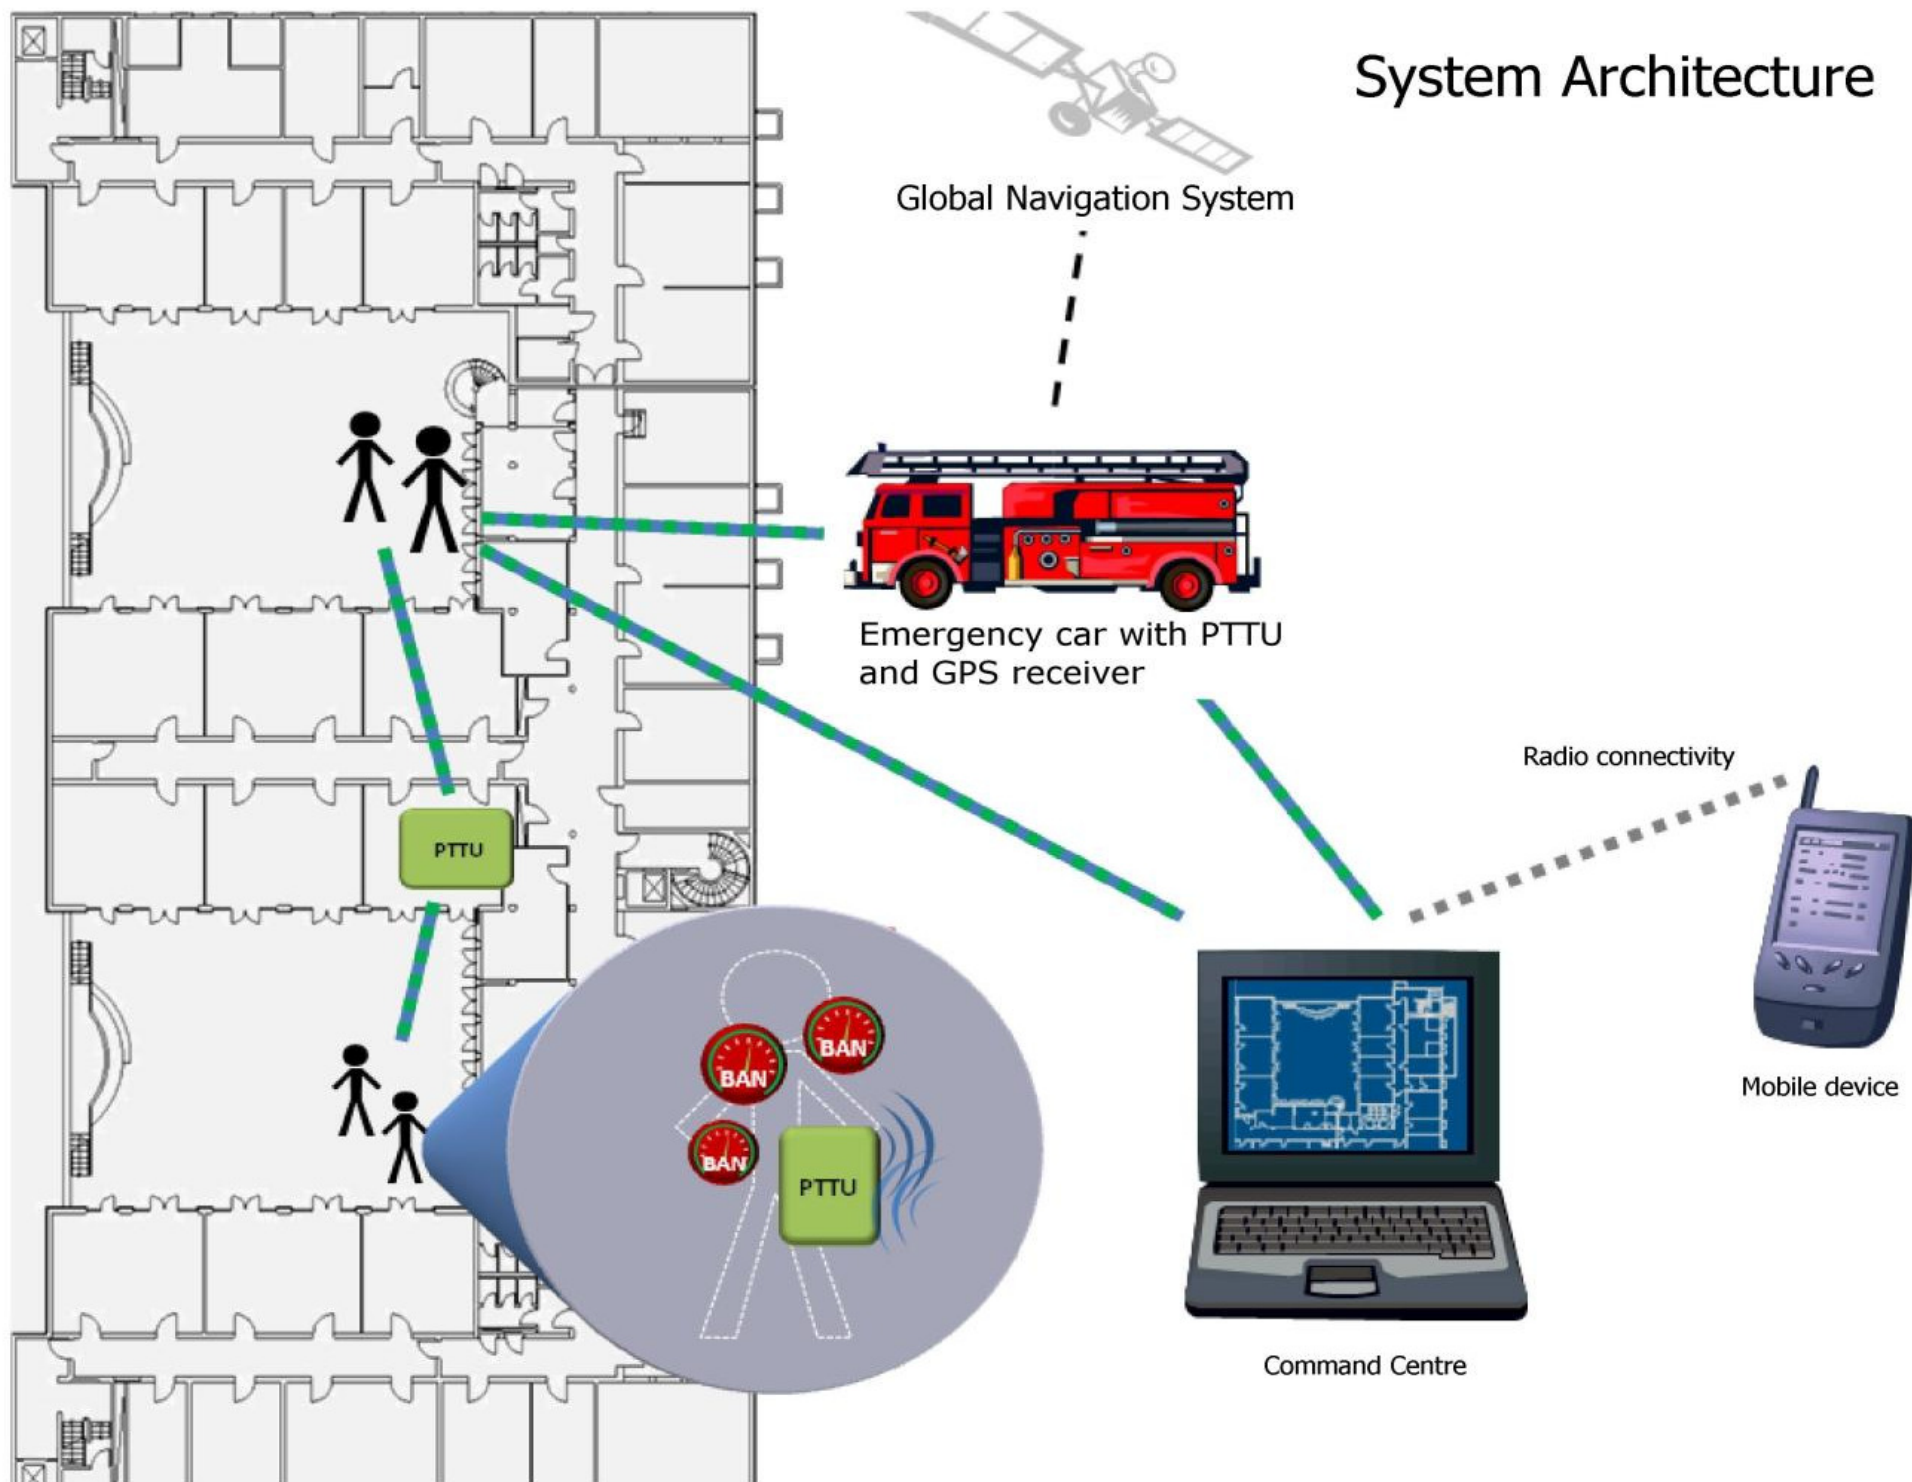 System Architecture
Global Navigation System
Emergency car with PTTU
and GPS receiver
Radio connectivity
PTTU
BAN
BAN
BAN
PTTU
Mobile device
Command Centre